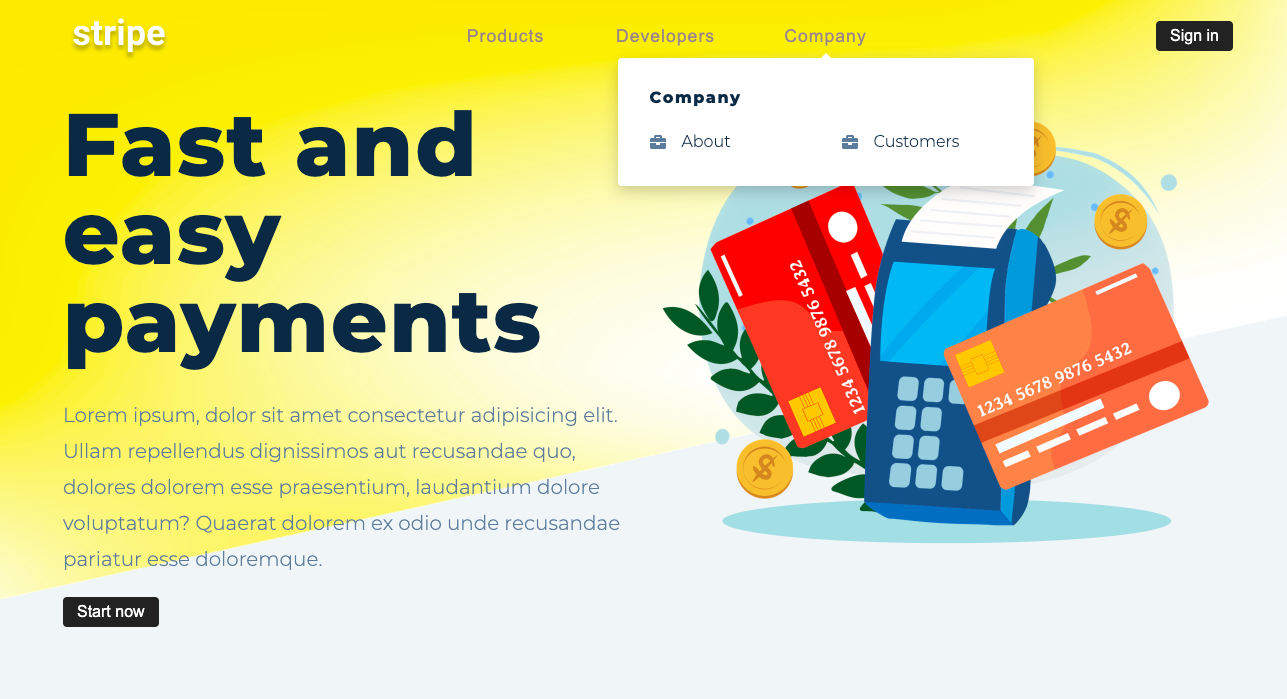 stripe
Products
Developers
Company
Sign in
Company
About
Customers
Fast and
easy
payments
Lorem ipsum, dolor sit amet consectetur adipisicing elit.
Ullam repellendus dignissimos aut recusandae quo,
dolores dolorem esse praesentium, laudantium dolore
voluptatum? Quaerat dolorem ex odio unde recusandae
pariatur esse doloremque.
Start now
1234 5678 9876 5432
1234 5678 9876 5432
$
$